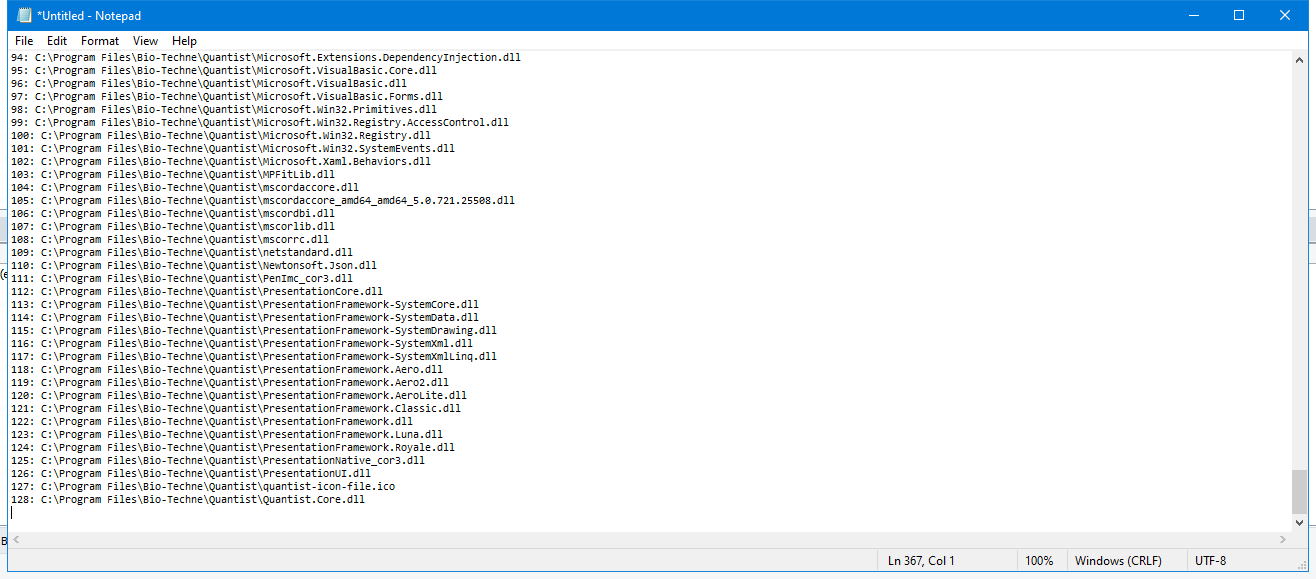 *Untitled - Notepad
File Edit Format View Help
94: C:\Program Files\Bio-Techne\Quantist\Microsoft.Extensions.DependencyInjection.dll
95: C:\Program Files\Bio-Techne\Quantist\Microsoft.VisualBasic.Core.dll
96: C:\Program Files\Bio-Techne\Quantist\Microsoft.VisualBasic.dll
97: C:\Program Files\Bio-Techne\Quantist\Microsoft.VisualBasic.Forms.dll
98: C:\Program Files\Bio-Techne\Quantist\Microsoft.Win32.Primitives.dll
99: C:\Program Files\Bio-Techne\Quantist\Microsoft.Win32.Registry.AccessControl.dll
100: C:\Program Files\Bio-Techne\Quantist\Microsoft.Win32.Registry.dll
101: C:\Program Files\Bio-Techne\Quantist\Microsoft.Win32.SystemEvents.dll
102: C:\Program Files\Bio-Techne\Quantist\Microsoft.Xaml.Behaviors.dll
103: C:\Program Files\Bio-Techne\Quantist\MPFitLib.dll
104: C:\Program Files\Bio-Techne\Quantist\mscordaccore.dll
105: C:\Program Files\Bio-Techne\Quantist\mscordaccore_amd64_amd64_5.0.721.25508.dll
106: C:\Program Files\Bio-Techne\Quantist\mscordbi.dll
107: C:\Program Files\Bio-Techne\Quantist\mscorlib.dll
108: C:\Program Files\Bio-Techne\Quantist\mscorrc.dll
109: C:\Program Files\Bio-Techne\Quantist\netstandard.dll
110: C:\Program Files\Bio-Techne\Quantist\Newtonsoft.Json.dll
111: C:\Program Files\Bio-Techne\Quantist\PenImc_cor3.dll
112: C:\Program Files\Bio-Techne\Quantist\PresentationCore.dll
113: C:\Program Files\Bio-Techne\Quantist\PresentationFramework-SystemCore.dll
114: C:\Program Files\Bio-Techne\Quantist\PresentationFramework-SystemData.dll
115: C:\Program Files\Bio-Techne\Quantist\PresentationFramework-SystemDrawing.dll
116: C:\Program Files\Bio-Techne\Quantist\PresentationFramework-SystemXml.dll
117: C:\Program Files\Bio-Techne\Quantist\PresentationFramework-SystemXmlLinq.dll
118: C:\Program Files\Bio-Techne\Quantist\PresentationFramework.Aero.dll
119: C:\Program Files\Bio-Techne\Quantist\PresentationFramework.Aero2.dll
120: C:\Program Files\Bio-Techne\Quantist\PresentationFramework.AeroLite.dll
121: C:\Program Files\Bio-Techne\Quantist\PresentationFramework.Classic.dll
122: C:\Program Files\Bio-Techne\Quantist\PresentationFramework.dll
123: C:\Program Files\Bio-Techne\Quantist\PresentationFramework.Luna.dll
124: C:\Program Files\Bio-Techne\Quantist\PresentationFramework.Royale.dll
125: C:\Program Files\Bio-Techne\Quantist\PresentationNative_cor3.dll
126: C:\Program Files\Bio-Techne\Quantist\PresentationUI.dll
127: C:\Program Files\Bio-Techne\Quantist\quantist-icon-file.ico
128: C:\Program Files\Bio-Techne\Quantist\Quantist.Core.dll
Ln 367, Col 1 100% Windows (CRLF) UTF-8